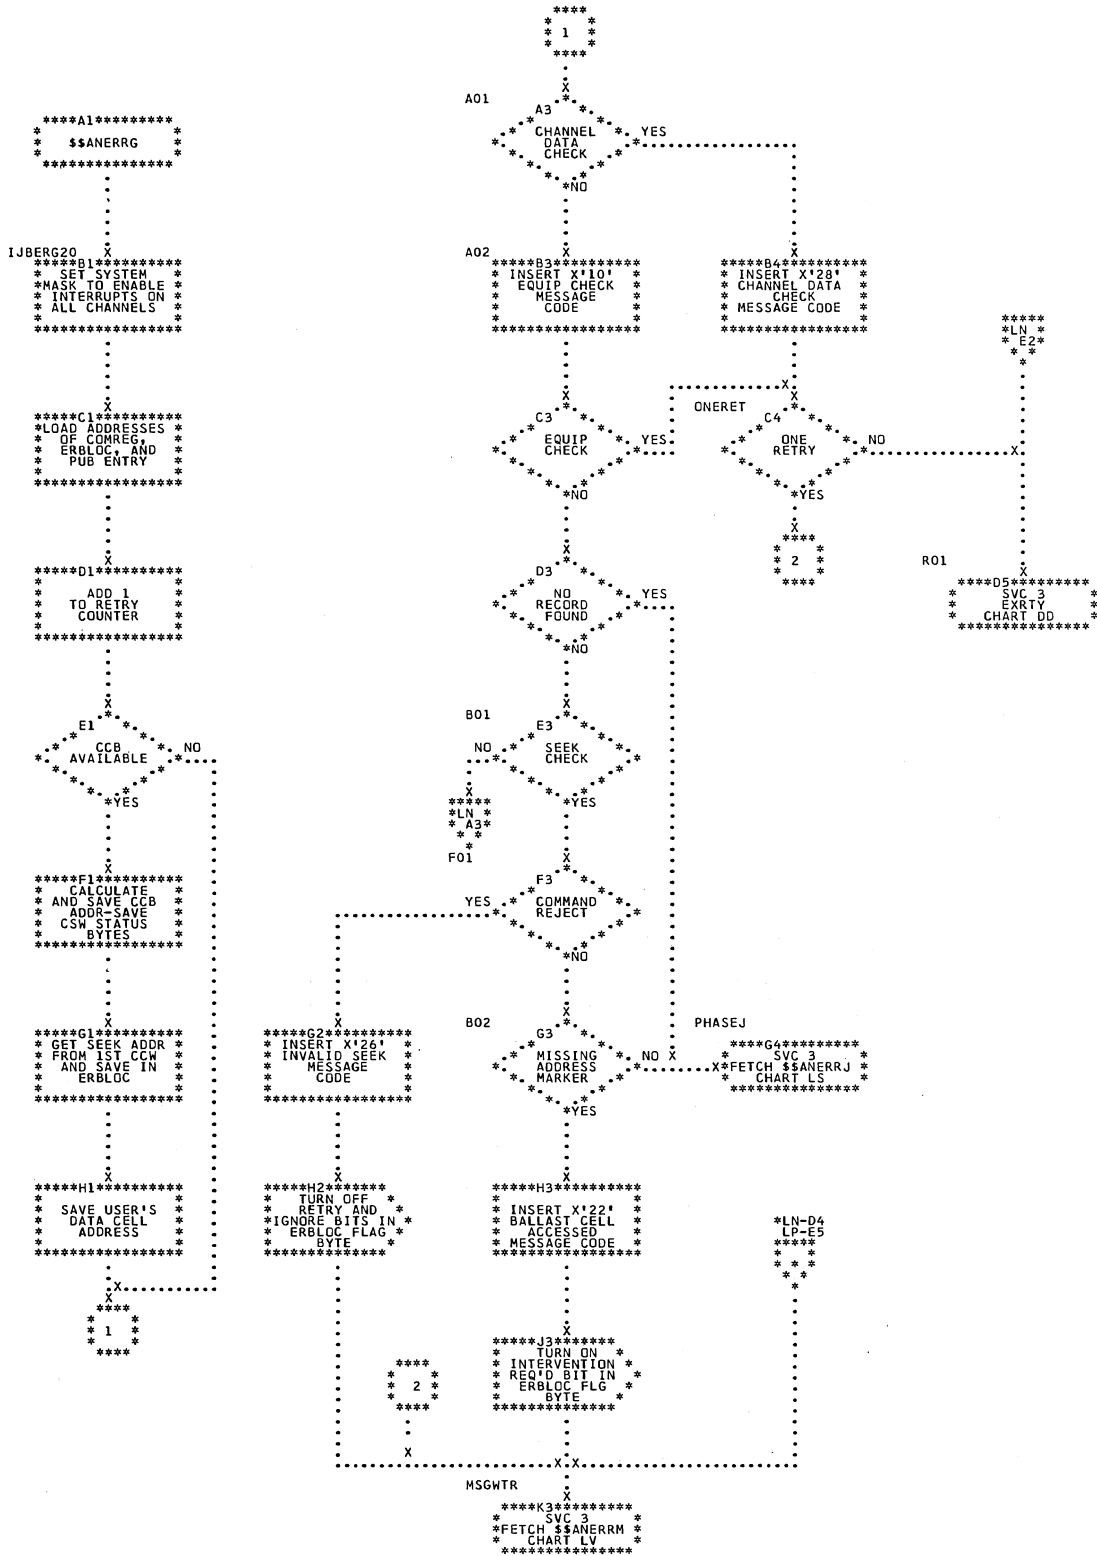 1
A01
A3
CHANNEL
DATA
CHECK
YES
NO
A1
$$ANERRG
IJBERG20
B1
SET SYSTEM
MASK TO ENABLE
INTERRUPTS ON
ALL CHANNELS
A02
B3
INSERT X'10'
EQUIP CHECK
MESSAGE
CODE
B4
INSERT X'28'
CHANNEL DATA
CHECK
MESSAGE CODE
LN
E2
C1
LOAD ADDRESSES
OF COMREG,
ERBLOC, AND
PUB ENTRY
C3
EQUIP
CHECK
YES
NO
ONERET
C4
ONE
RETRY
NO
YES
2
R01
D5
SVC 3
EXRTY
CHART DD
D1
ADD 1
TO RETRY
COUNTER
D3
NO
RECORD
FOUND
YES
NO
E1
CCB
AVAILABLE
NO
YES
B01
E3
SEEK
CHECK
NO
YES
LN
A3
F01
F1
CALCULATE
AND SAVE CCB
ADDR-SAVE
CSW STATUS
BYTES
F3
COMMAND
REJECT
YES
NO
G1
GET SEEK ADDR
FROM 1ST CCW
AND SAVE IN
ERBLOC
G2
INSERT X'26'
INVALID SEEK
MESSAGE
CODE
B02
G3
MISSING
ADDRESS
MARKER
NO
YES
PHASEJ
G4
SVC 3
FETCH $$ANERRJ
CHART LS
H1
SAVE USER'S
DATA CELL
ADDRESS
H2
TURN OFF
RETRY AND
IGNORE BITS IN
ERBLOC FLAG
BYTE
H3
INSERT X'22'
BALLAST CELL
ACCESSED
MESSAGE CODE
*LN-D4
LP-E5
1
2
J3
TURN ON
INTERVENTION
REQ'D BIT IN
ERBLOC FLG
BYTE
MSGWTR
K3
SVC 3
FETCH $$ANERRM
CHART LV